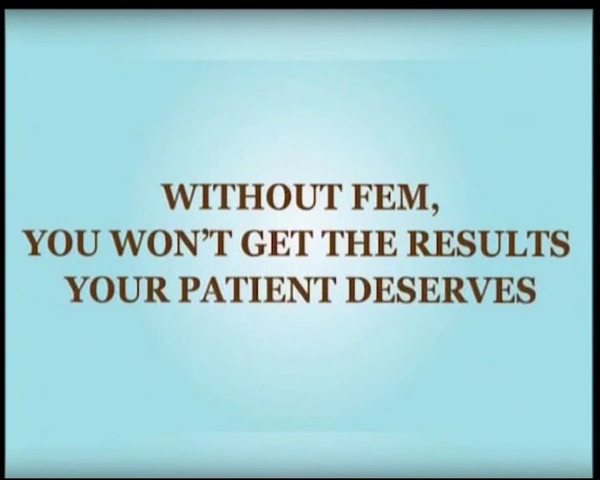 WITHOUT FEM,
YOU WON'T GET THE RESULTS
YOUR PATIENT DESERVES